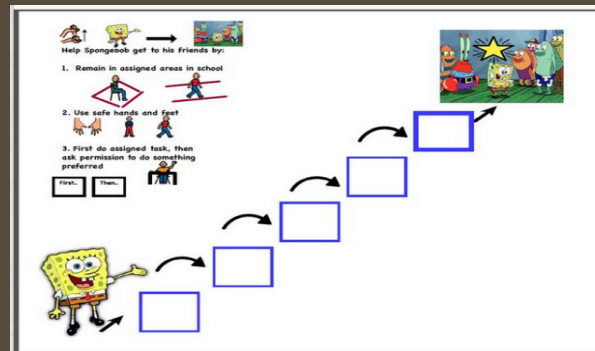 Help Spongebob get to his friends by:
1. Remain in assigned areas in school
2. Use safe hands and feet
3. First do assigned task, then
ask permission to do something
preferred
First... Then...